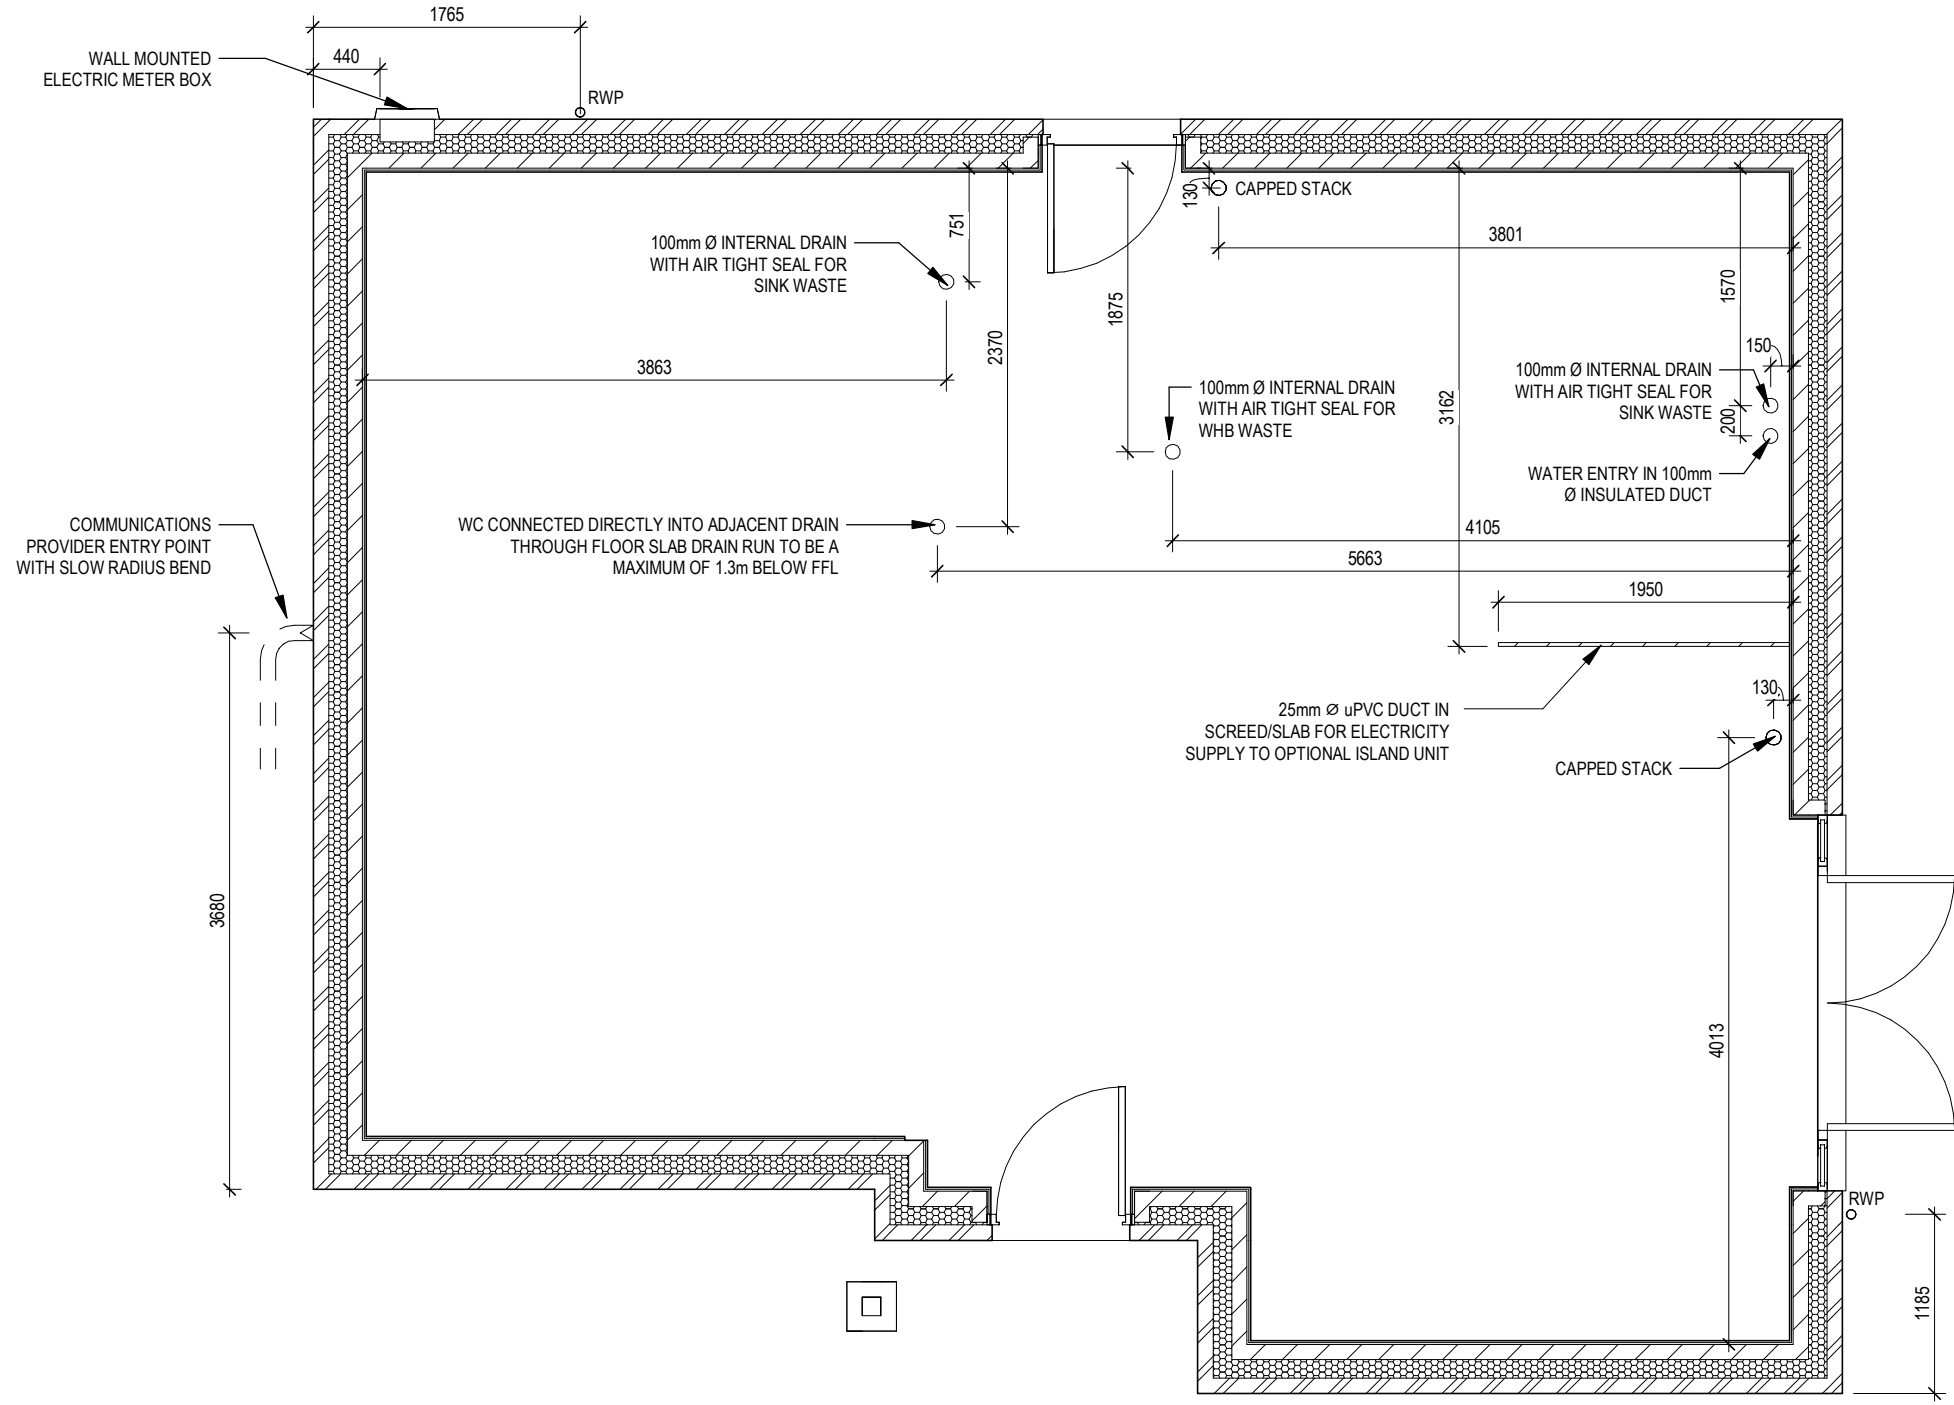 1765
WALL MOUNTED
ELECTRIC METER BOX
440
RWP
130
CAPPED STACK
751
3801
100mm Ø INTERNAL DRAIN
WITH AIR TIGHT SEAL FOR
SINK WASTE
1875
1570
2370
150
3863
100mm Ø INTERNAL DRAIN
WITH AIR TIGHT SEAL FOR
WHB WASTE
3162
100mm Ø INTERNAL DRAIN
WITH AIR TIGHT SEAL FOR
SINK WASTE
200
WATER ENTRY IN 100mm
Ø INSULATED DUCT
COMMUNICATIONS
PROVIDER ENTRY POINT
WITH SLOW RADIUS BEND
WC CONNECTED DIRECTLY INTO ADJACENT DRAIN
THROUGH FLOOR SLAB DRAIN RUN TO BE A
MAXIMUM OF 1.3m BELOW FFL
4105
5663
1950
130
25mm Ø uPVC DUCT IN
SCREED/SLAB FOR ELECTRICITY
SUPPLY TO OPTIONAL ISLAND UNIT
CAPPED STACK
3680
4013
RWP
1185